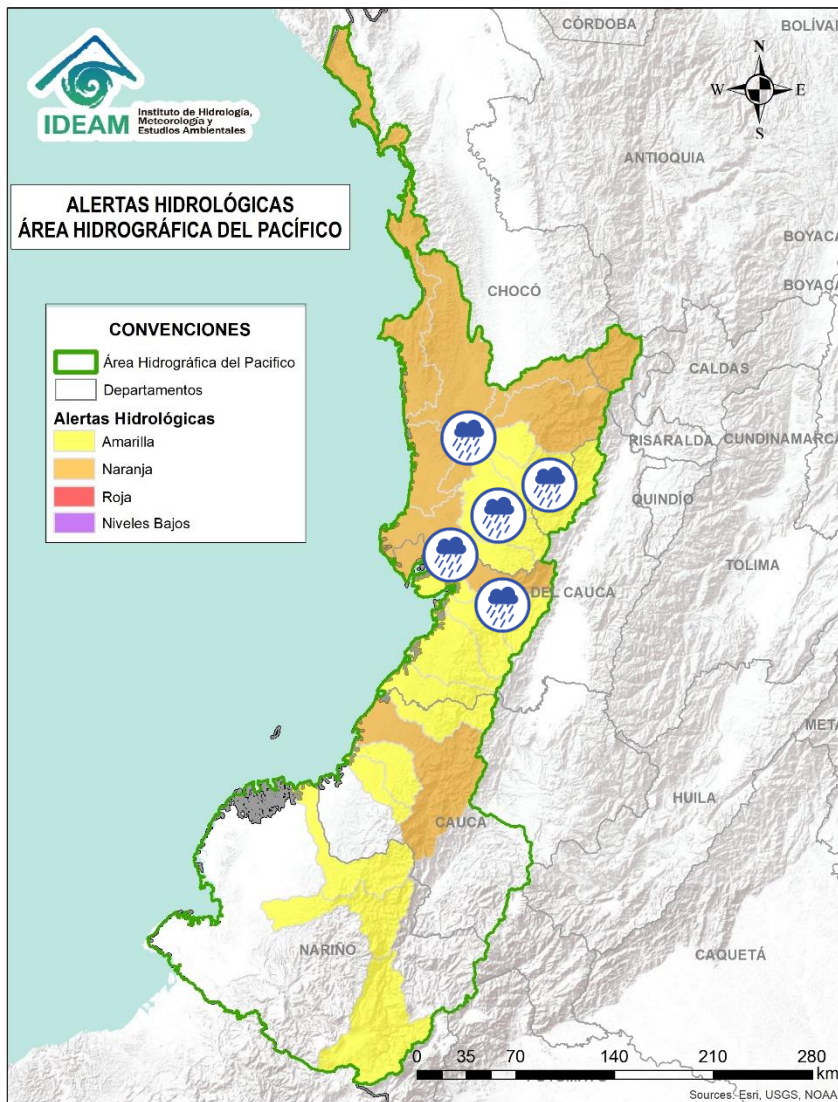 CÓRDOBA
BOLÍVAR
IDEAM
Instituto de Hidrología,
Meteorología y
Estudios Ambientales
N
W
E
S
ANTIOQUIA
ALERTAS HIDROLÓGICAS
ÁREA HIDROGRÁFICA DEL PACÍFICO
BOYACÁ
CHOCÓ
BOYACÁ
CONVENCIONES
Área Hidrográfica del Pacifico
Departamentos
Alertas Hidrológicas
Amarilla
Naranja
Roja
Niveles Bajos
CALDAS
RISARALDA
CUNDINAMARCA
QUINDÍO
TOLIMA
DEL CAUCA
META
HUILA
CAUCA
NARIÑO
CAQUETÁ
0 35 70 140 210 280
km
Sources: Esri, USGS, NOAA